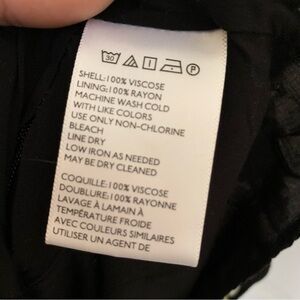 30 P
SHELL:100% VISCOSE
LINING:100% RAYON
MACHINE WASH COLD
WITH LIKE COLORS
USE ONLY NON-CHLORINE
BLEACH
LINE DRY
LOW IRON AS NEEDED
MAY BE DRY CLEANED
COQUILLE:100% VISCOSE
DOUBLURE:100% RAYONNE
LAVAGE À LAMAIN À
TEMPÉRATURE FROIDE
AVEC COULEURS SIMILAIRES
UTILISER UN AGENT DE